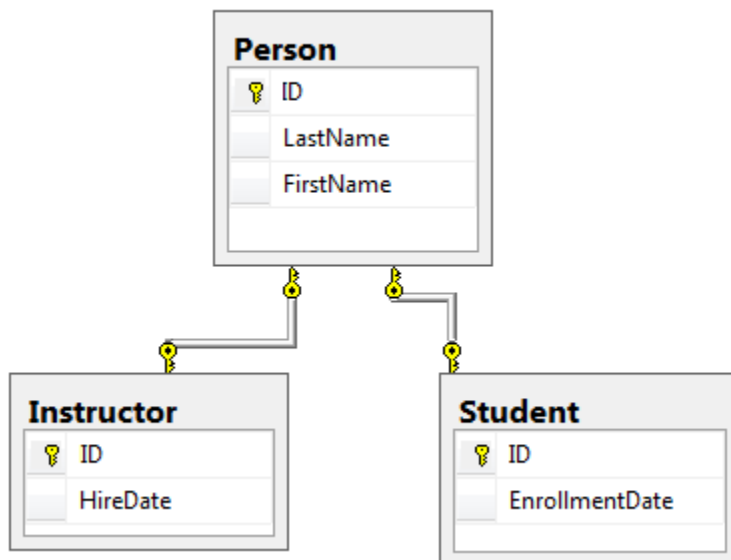 Person
ID
LastName
FirstName
Instructor
ID
HireDate
Student
ID
EnrollmentDate